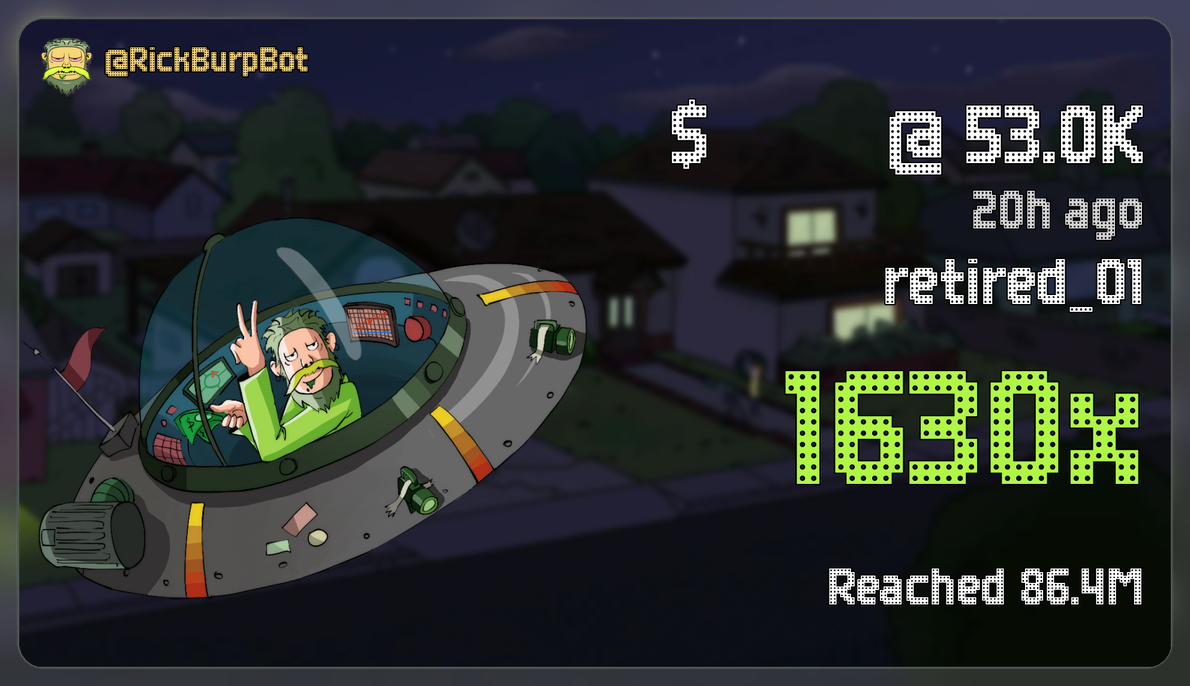 @RickBurpBot
$ @ 53.0K
20h ago
retired_01
1630x
Reached 86.4M